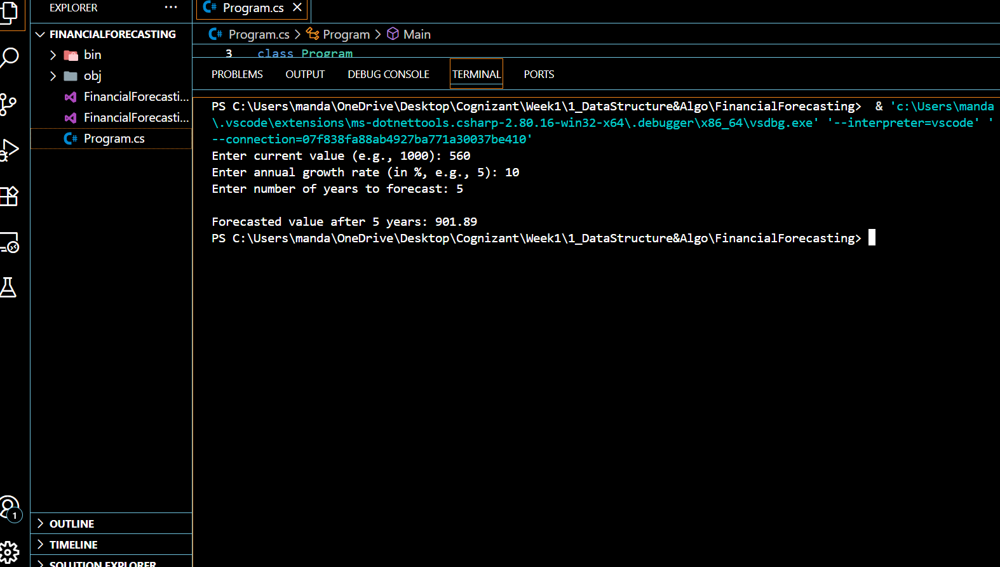 EXPLORER ...
Program.cs
FINANCIALFORECASTING
Program.cs > Program > Main
bin
3 class Program
obj
PROBLEMS OUTPUT DEBUG CONSOLE TERMINAL PORTS
FinancialForecasti...
FinancialForecasti...
Program.cs
PS C:\Users\manda\OneDrive\Desktop\Cognizant\Week1\1_DataStructure&Algo\FinancialForecasting>  & 'c:\Users\manda
\.vscode\extensions\ms-dotnettools.csharp-2.80.16-win32-x64\.debugger\x86_64\vsdbg.exe' '--interpreter=vscode' '
--connection=07f838fa88ab4927ba771a30037be410'
Enter current value (e.g., 1000): 560
Enter annual growth rate (in %, e.g., 5): 10
Enter number of years to forecast: 5
Forecasted value after 5 years: 901.89
PS C:\Users\manda\OneDrive\Desktop\Cognizant\Week1\1_DataStructure&Algo\FinancialForecasting>
1
OUTLINE
TIMELINE
SOLUTION EXPLORER